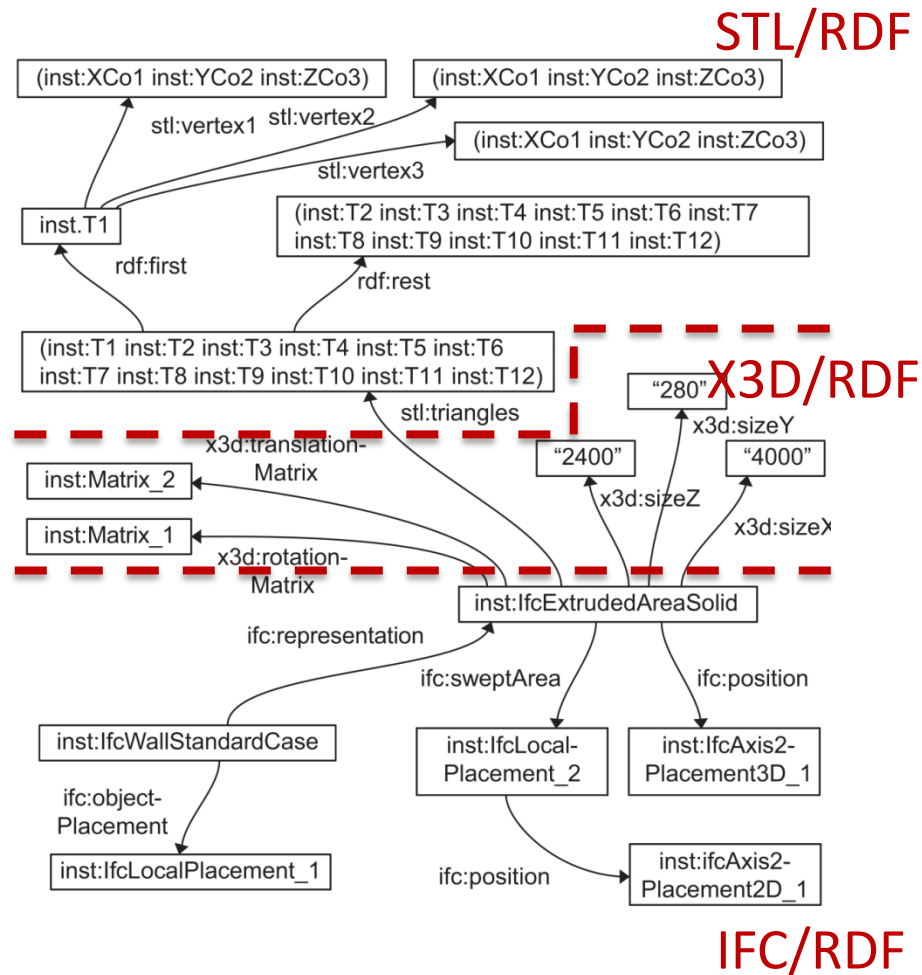 STL/RDF
(inst:XCo1 inst:YCo2 inst:ZCo3)
(inst:XCo1 inst:YCo2 inst:ZCo3)
stl:vertex1
stl:vertex2
(inst:XCo1 inst:YCo2 inst:ZCo3)
stl:vertex3
inst.T1
(inst:T2 inst:T3 inst:T4 inst:T5 inst:T6 inst:T7
inst:T8 inst:T9 inst:T10 inst:T11 inst:T12)
rdf:first
rdf:rest
(inst:T1 inst:T2 inst:T3 inst:T4 inst:T5 inst:T6
inst:T7 inst:T8 inst:T9 inst:T10 inst:T11 inst:T12)
X3D/RDF
“280”
stl:triangles
x3d:sizeY
x3d:translation-
Matrix
“2400”
“4000”
inst:Matrix_2
x3d:sizeZ
x3d:sizeX
inst:Matrix_1
x3d:rotation-
Matrix
inst:IfcExtrudedAreaSolid
ifc:representation
ifc:sweptArea
ifc:position
inst:IfcWallStandardCase
inst:IfcLocal-
Placement_2
inst:IfcAxis2-
Placement3D_1
ifc:object-
Placement
inst:IfcLocalPlacement_1
ifc:position
inst:ifcAxis2-
Placement2D_1
IFC/RDF